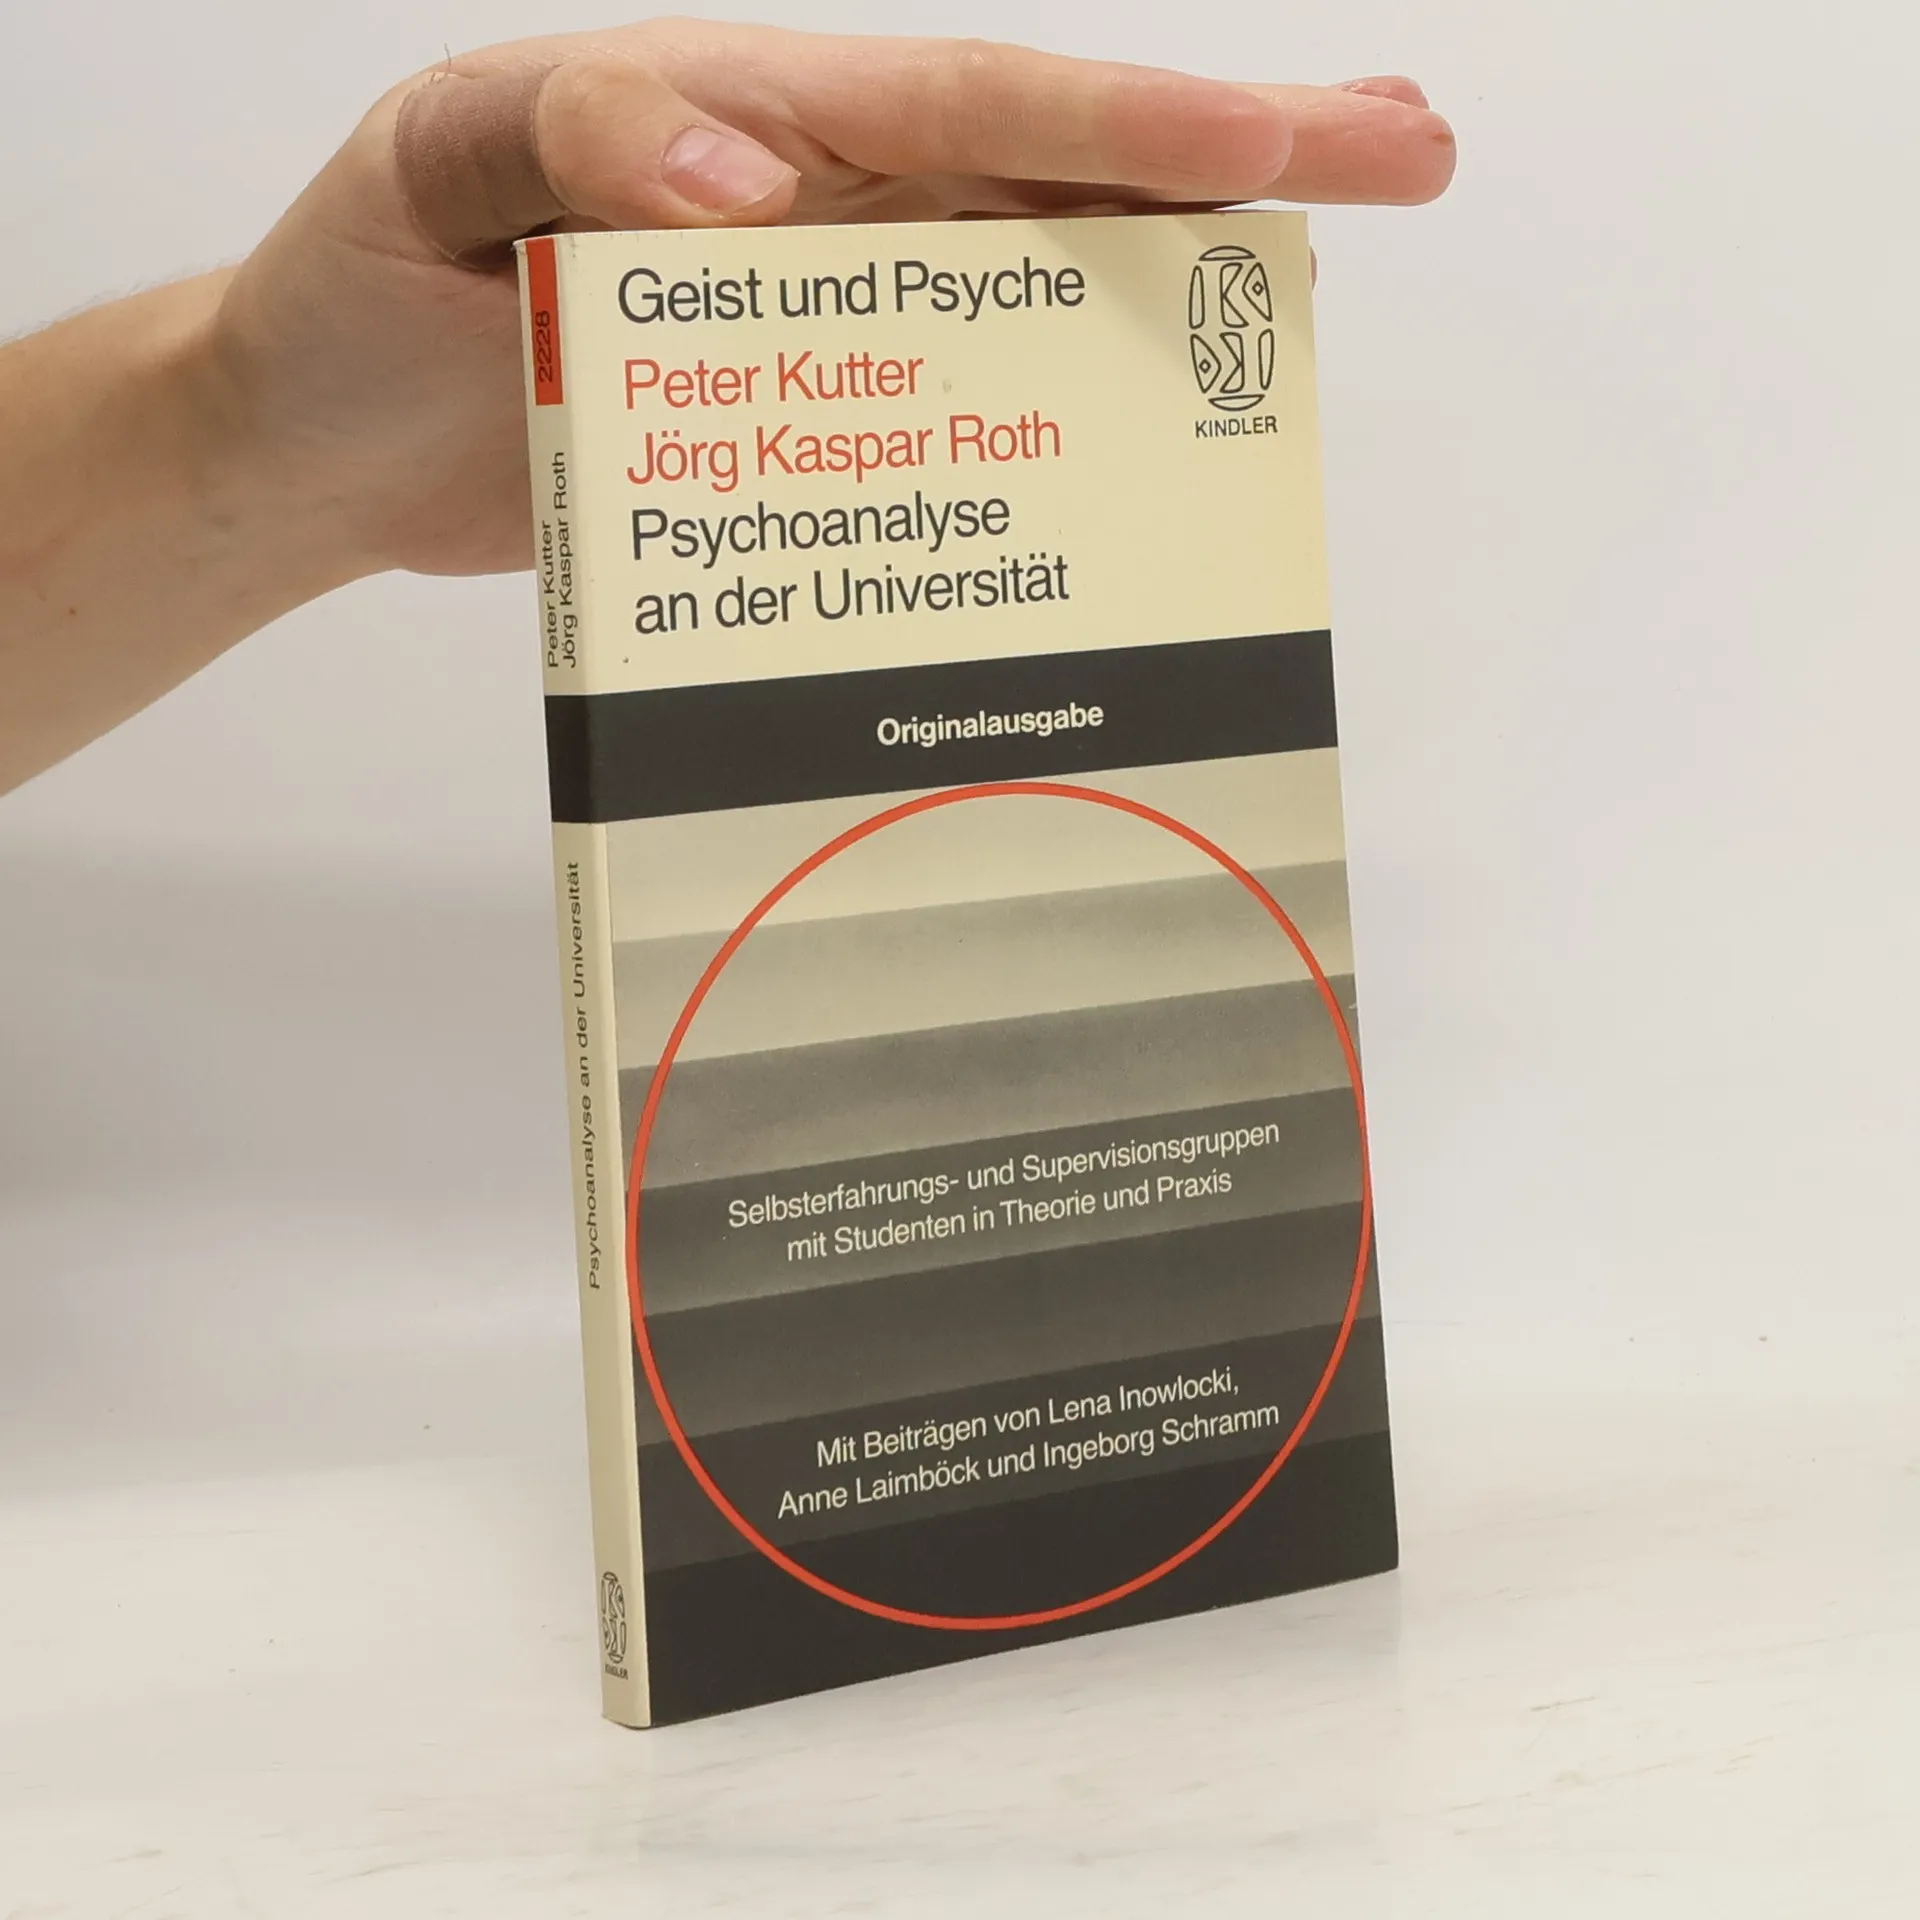 Geist und Psyche
Peter Kutter
Jörg Kaspar Roth
Psychoanalyse
an der Universität
KINDLER
Originalausgabe
Selbsterfahrungs- und Supervisionsgruppen
mit Studenten in Theorie und Praxis
Mit Beiträgen von Lena Inowlocki,
Anne Laimböck und Ingeborg Schramm
2228
Peter Kutter
Jörg Kaspar Roth
Psychoanalyse an der Universität
KINDLER